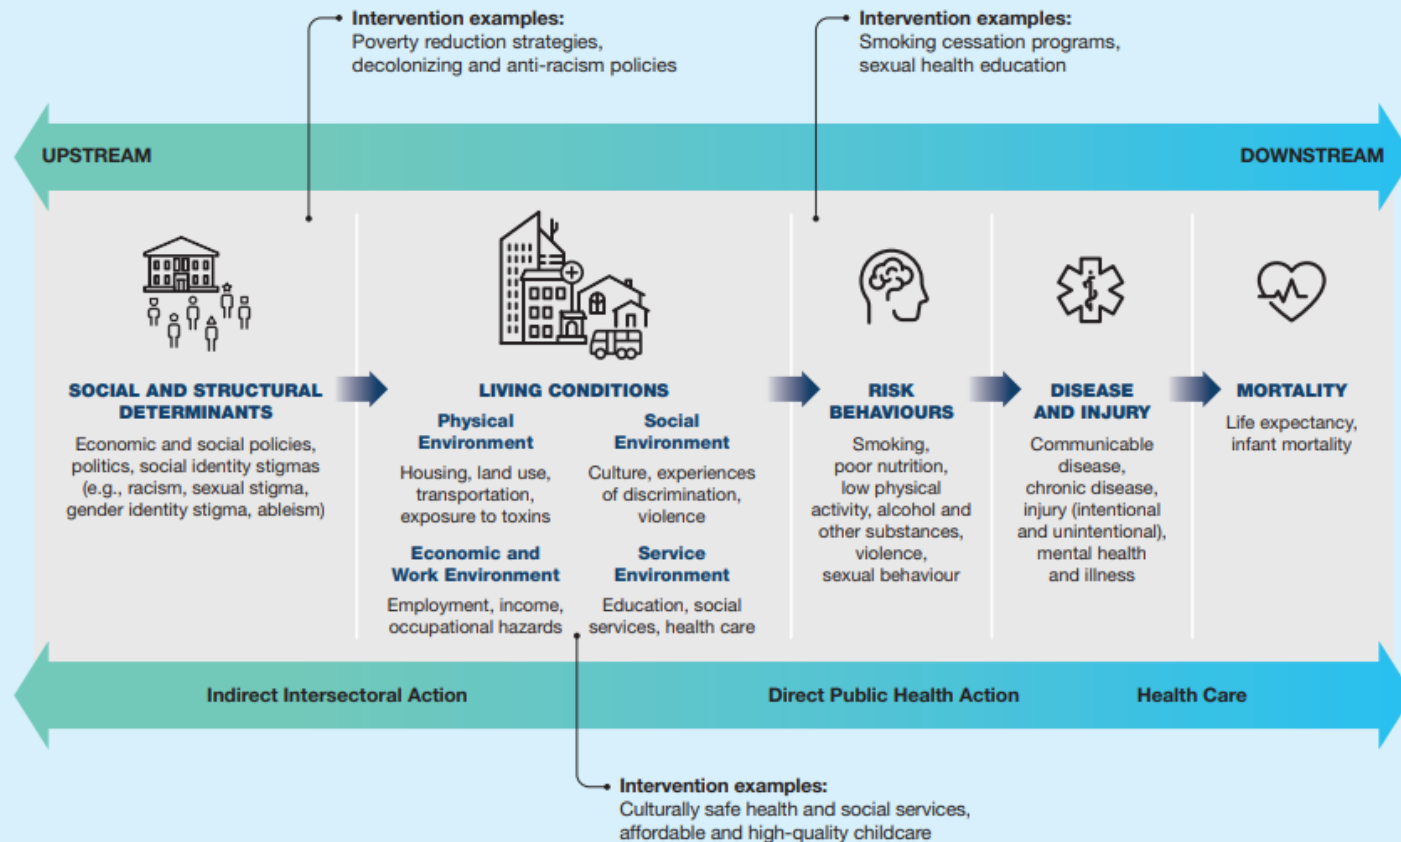 Intervention examples:
Poverty reduction strategies,
decolonizing and anti-racism policies
Intervention examples:
Smoking cessation programs,
sexual health education
UPSTREAM
DOWNSTREAM
SOCIAL AND STRUCTURAL
DETERMINANTS
Economic and social policies,
politics, social identity stigmas
(e.g., racism, sexual stigma,
gender identity stigma, ableism)
LIVING CONDITIONS
Physical
Environment
Housing, land use,
transportation,
exposure to toxins
Social
Environment
Culture, experiences
of discrimination,
violence
Economic and
Work Environment
Employment, income,
occupational hazards
Service
Environment
Education, social
services, health care
RISK
BEHAVIOURS
Smoking,
poor nutrition,
low physical
activity, alcohol and
other substances,
violence,
sexual behaviour
DISEASE
AND INJURY
Communicable
disease,
chronic disease,
injury (intentional
and unintentional),
mental health
and illness
MORTALITY
Life expectancy,
infant mortality
Indirect Intersectoral Action
Direct Public Health Action
Health Care
Intervention examples:
Culturally safe health and social services,
affordable and high-quality childcare